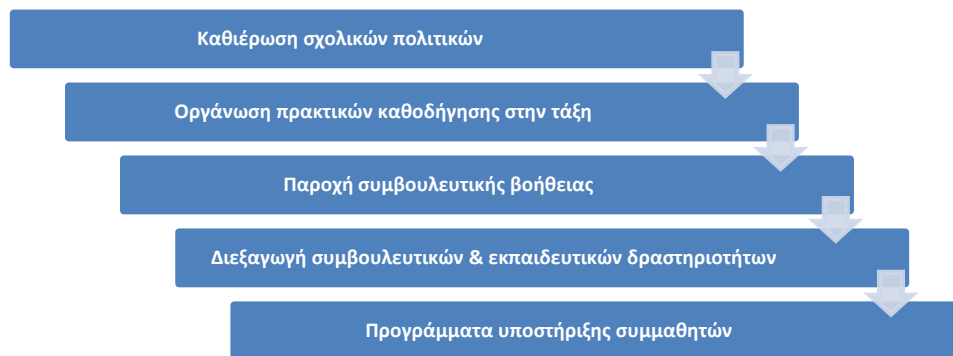 Καθιέρωση σχολικών πολιτικών
Οργάνωση πρακτικών καθοδήγησης στην τάξη
Παροχή συμβουλευτικής βοήθειας
Διεξαγωγή συμβουλευτικών & εκπαιδευτικών δραστηριοτήτων
Προγράμματα υποστήριξης συμμαθητών